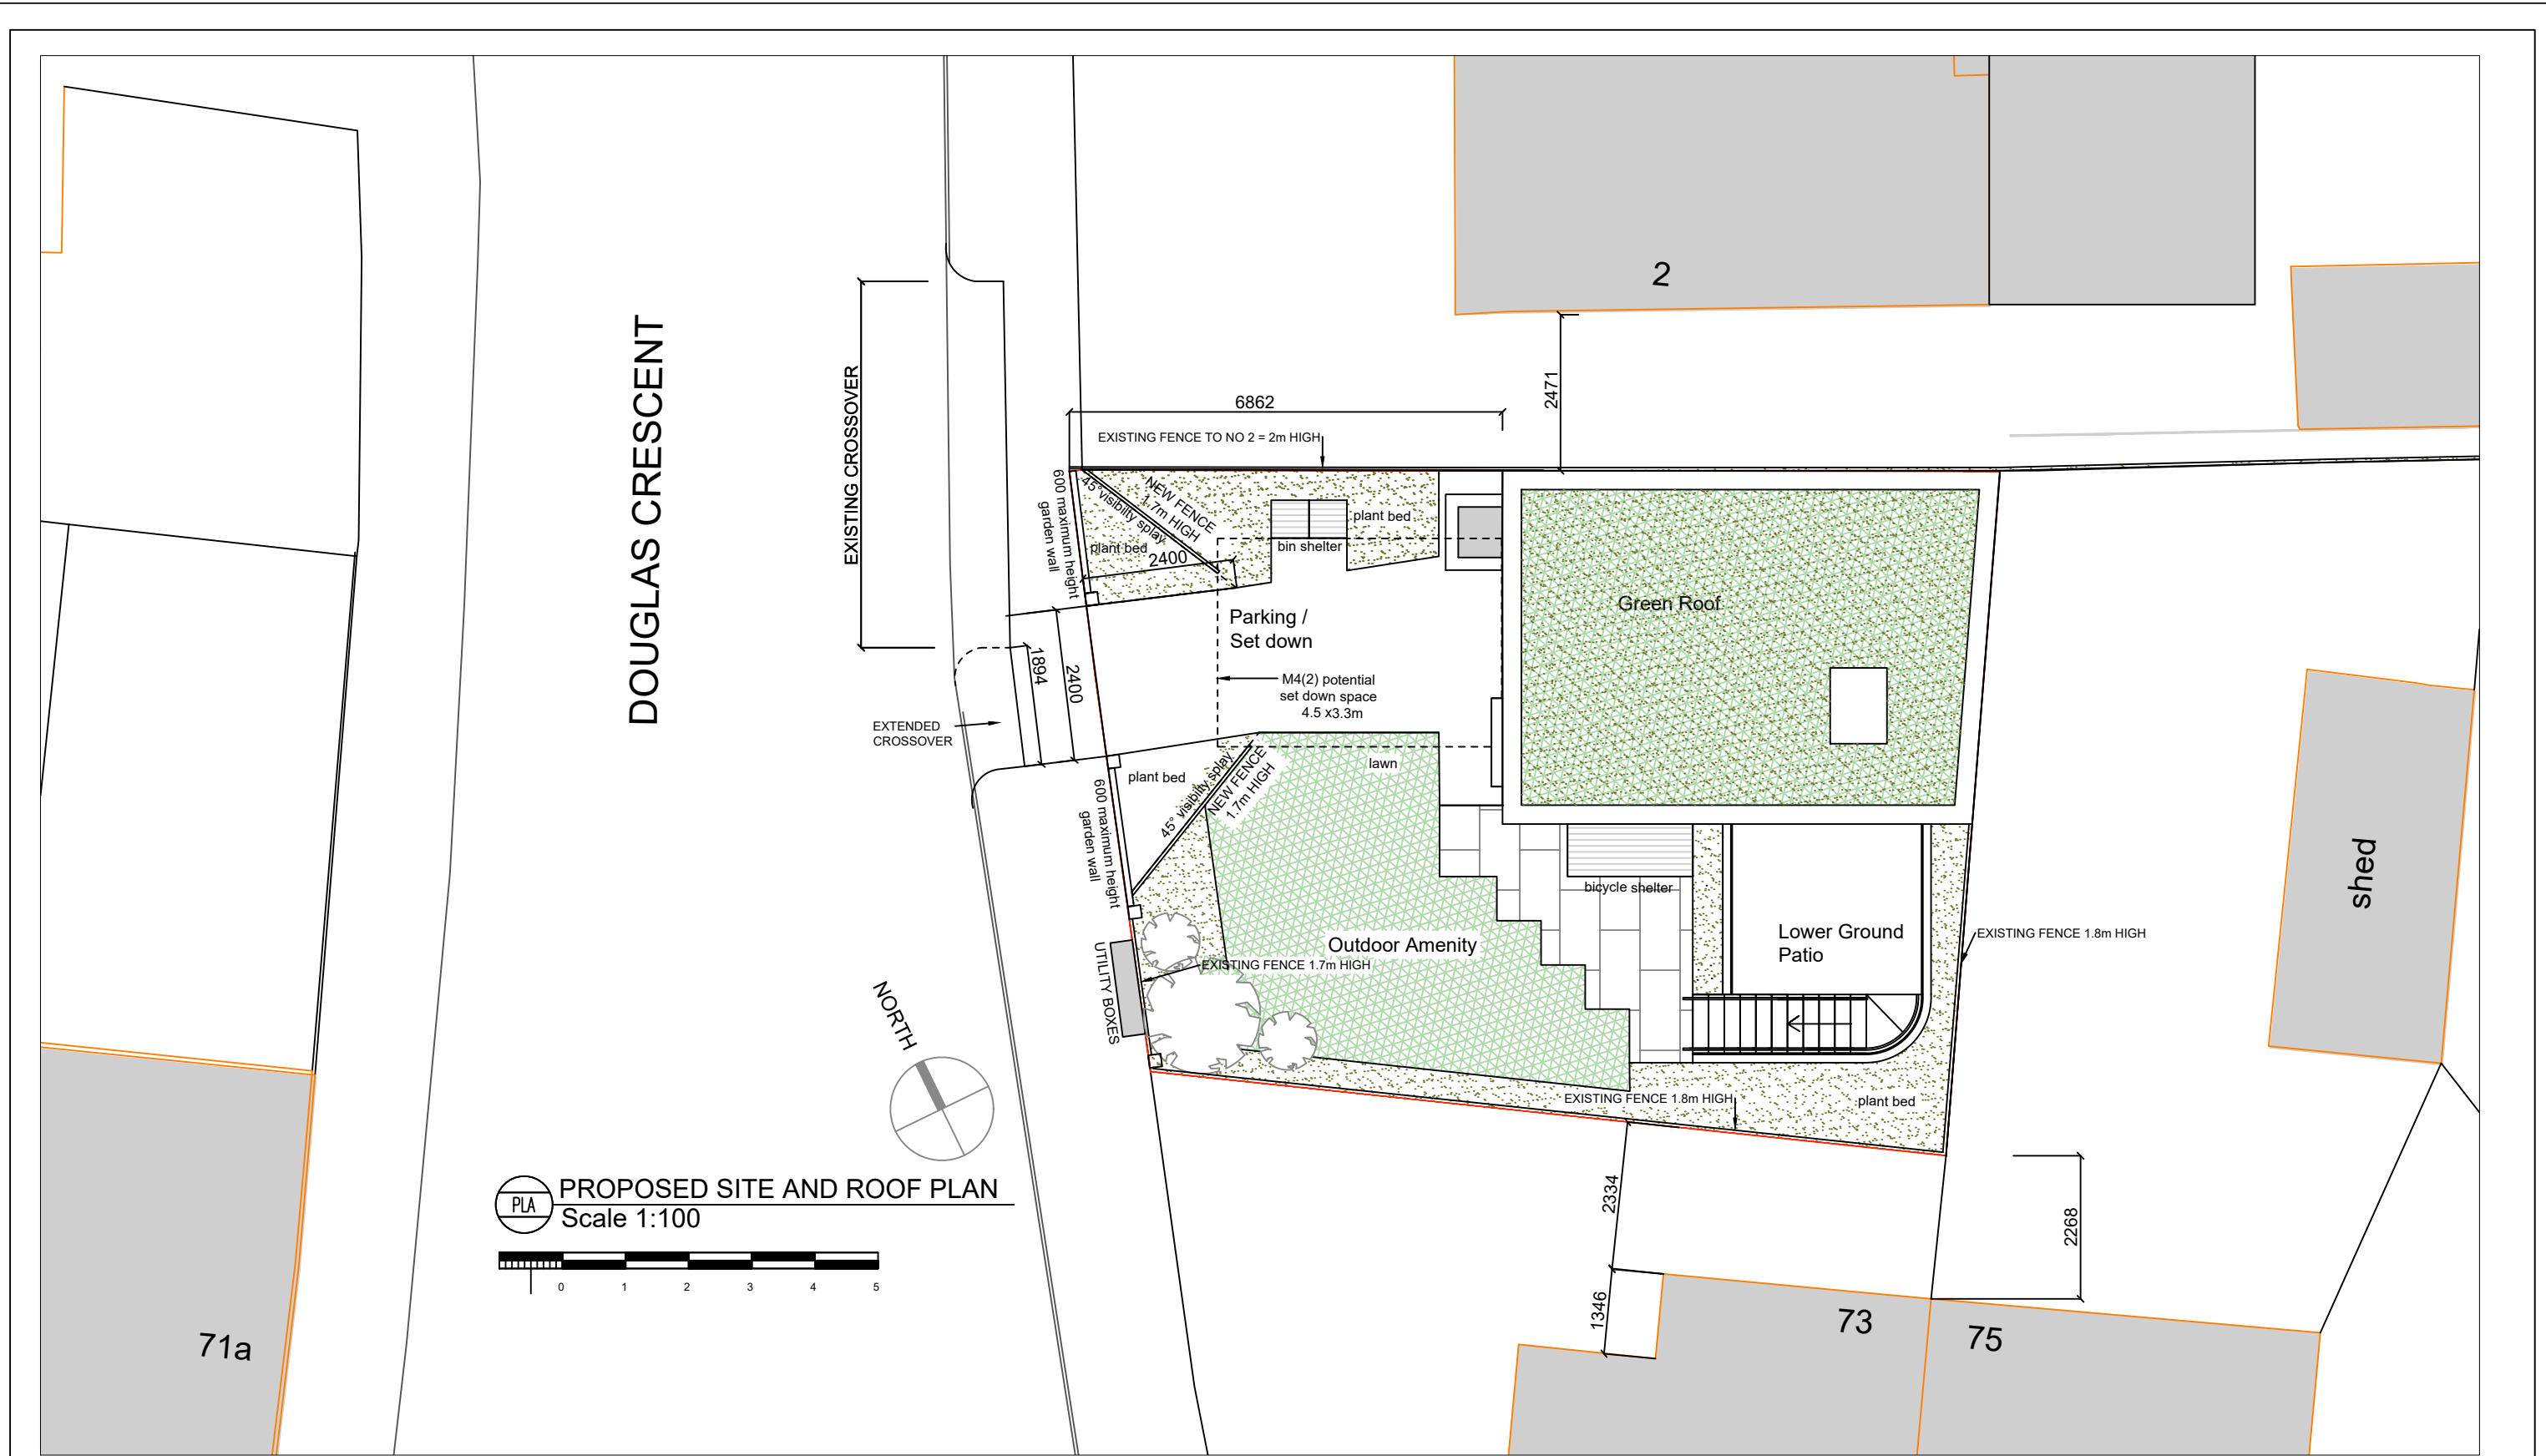 2
DOUGLAS CRESCENT
EXISTING CROSSOVER
6862
2471
EXISTING FENCE TO NO 2 = 2m HIGH
600 maximum height
garden wall
45° visibilty splay
NEW FENCE
1.7m HIGH
plant bed
2400
bin shelter
plant bed
Green Roof
Parking /
Set down
M4(2) potential
set down space
4.5 x3.3m
1894
2400
EXTENDED
CROSSOVER
plant bed
45° visibilty splay
NEW FENCE
1.7m HIGH
lawn
600 maximum height
garden wall
bicycle shelter
shed
Outdoor Amenity
Lower Ground
Patio
EXISTING FENCE 1.8m HIGH
EXISTING FENCE 1.7m HIGH
UTILITY BOXES
NORTH
EXISTING FENCE 1.8m HIGH
plant bed
PLA
PROPOSED SITE AND ROOF PLAN
Scale 1:100
0 1 2 3 4 5
2334
2268
1346
73
75
71a